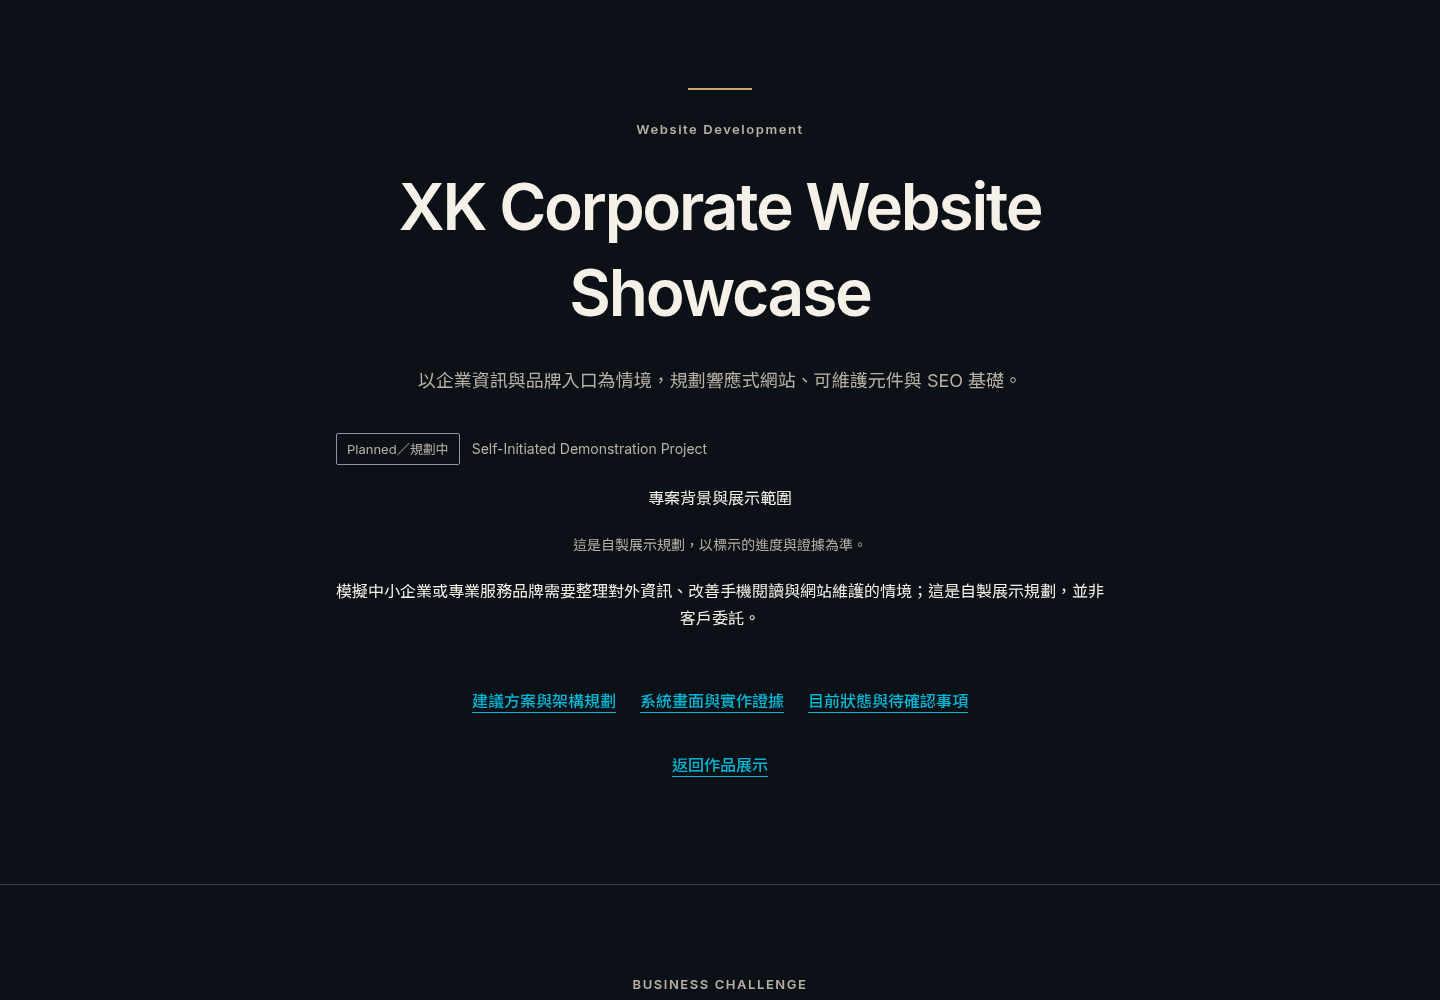 Website Development
XK Corporate Website
Showcase
以企業資訊與品牌入口為情境，規劃響應式網站、可維護元件與 SEO 基礎。
Planned／規劃中 Self-Initiated Demonstration Project
專案背景與展示範圍
這是自製展示規劃，以標示的進度與證據為準。
模擬中小企業或專業服務品牌需要整理對外資訊、改善手機閱讀與網站維護的情境；這是自製展示規劃，並非
客戶委託。
建議方案與架構規劃 系統畫面與實作證據 目前狀態與待確認事項
返回作品展示
BUSINESS CHALLENGE